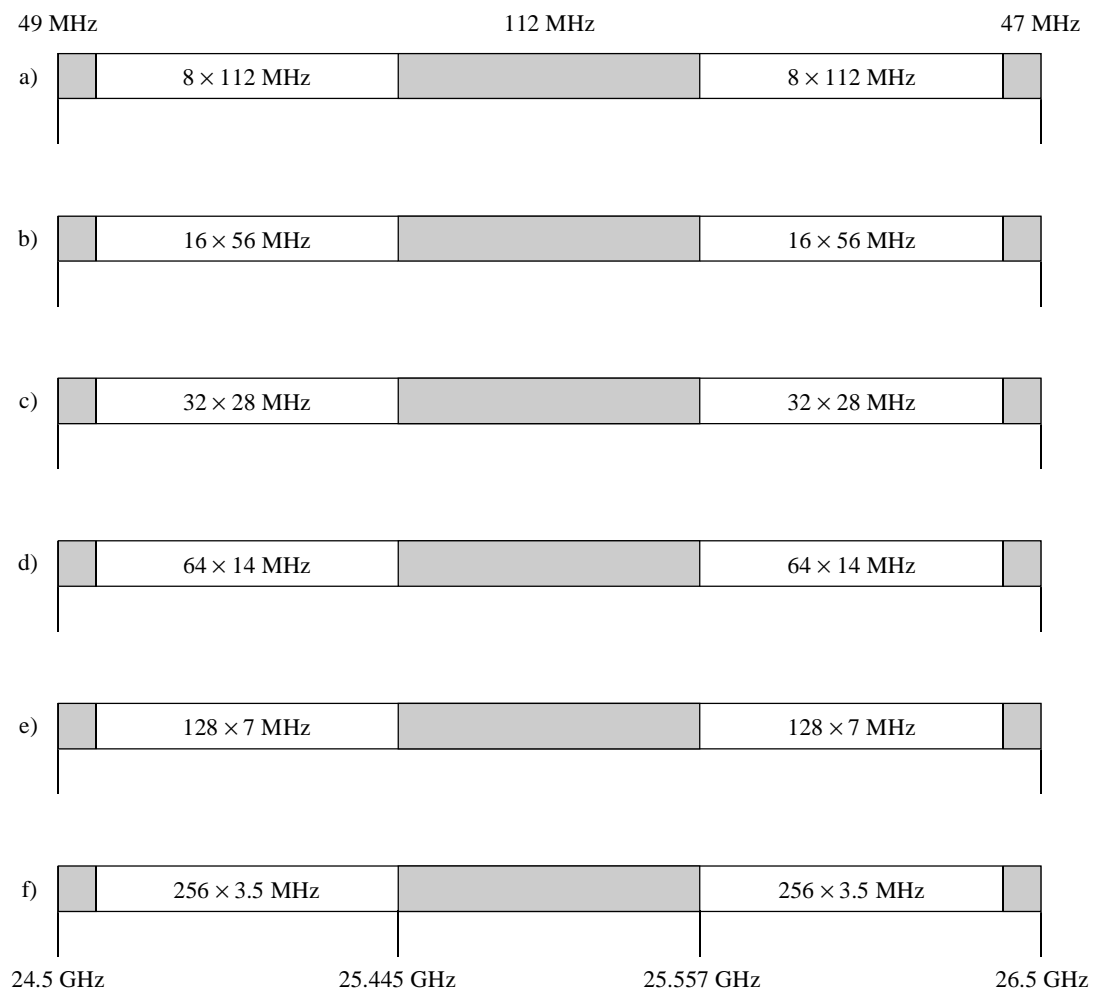 49 MHz 112 MHz 47 MHz
a) 8 × 112 MHz 8 × 112 MHz
b) 16 × 56 MHz 16 × 56 MHz
c) 32 × 28 MHz 32 × 28 MHz
d) 64 × 14 MHz 64 × 14 MHz
e) 128 × 7 MHz 128 × 7 MHz
f) 256 × 3.5 MHz 256 × 3.5 MHz
24.5 GHz 25.445 GHz 25.557 GHz 26.5 GHz